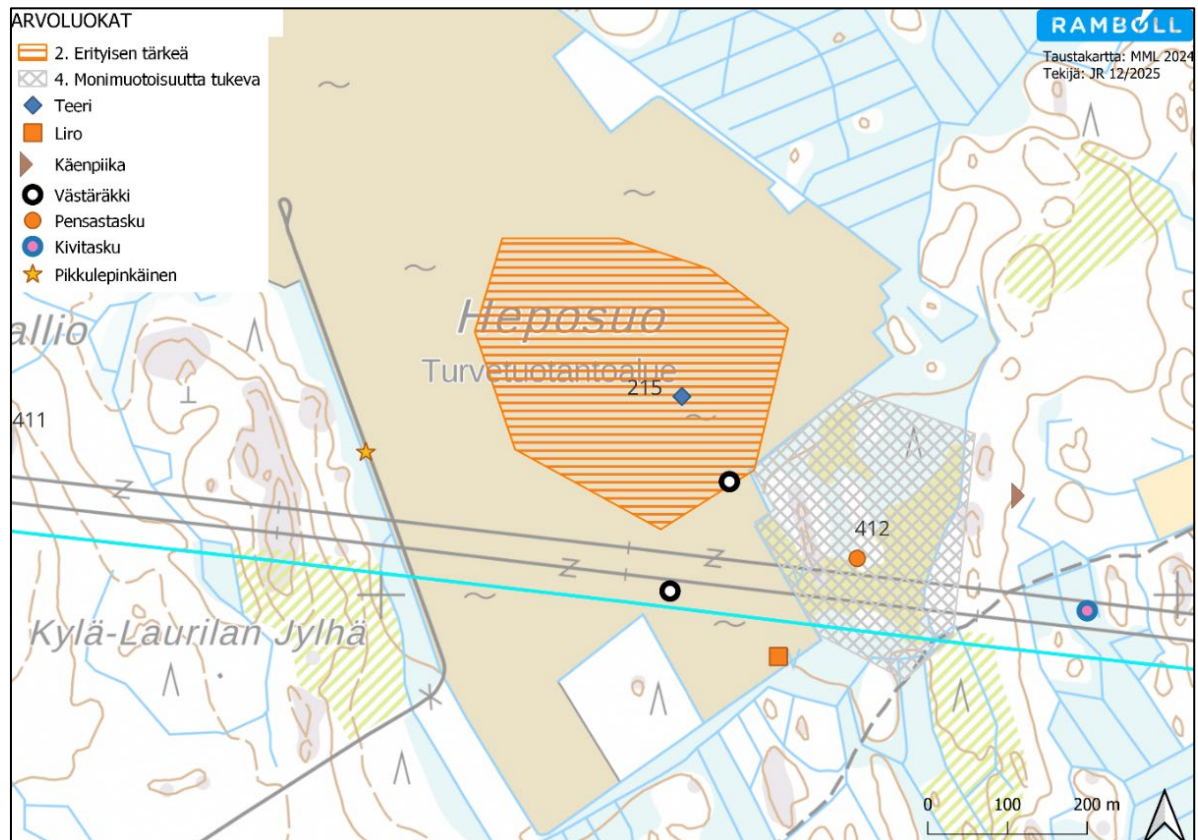 ARVOLUOKAT
2. Erityisen tärkeä
4. Monimuotoisuutta tukeva
Teeri
Liro
Käenpiika
Västäräkki
Pensastasku
Kivitasku
Pikkulepinkäinen
RAMBOLL
Taustakartta: MML 2024
Tekijä: JR 12/2025
allio
Heposuo
Turvetuotantoalue
215
411
412
Kylä-Laurilan Jylhä
Z
Z
Z
0 100 200 m